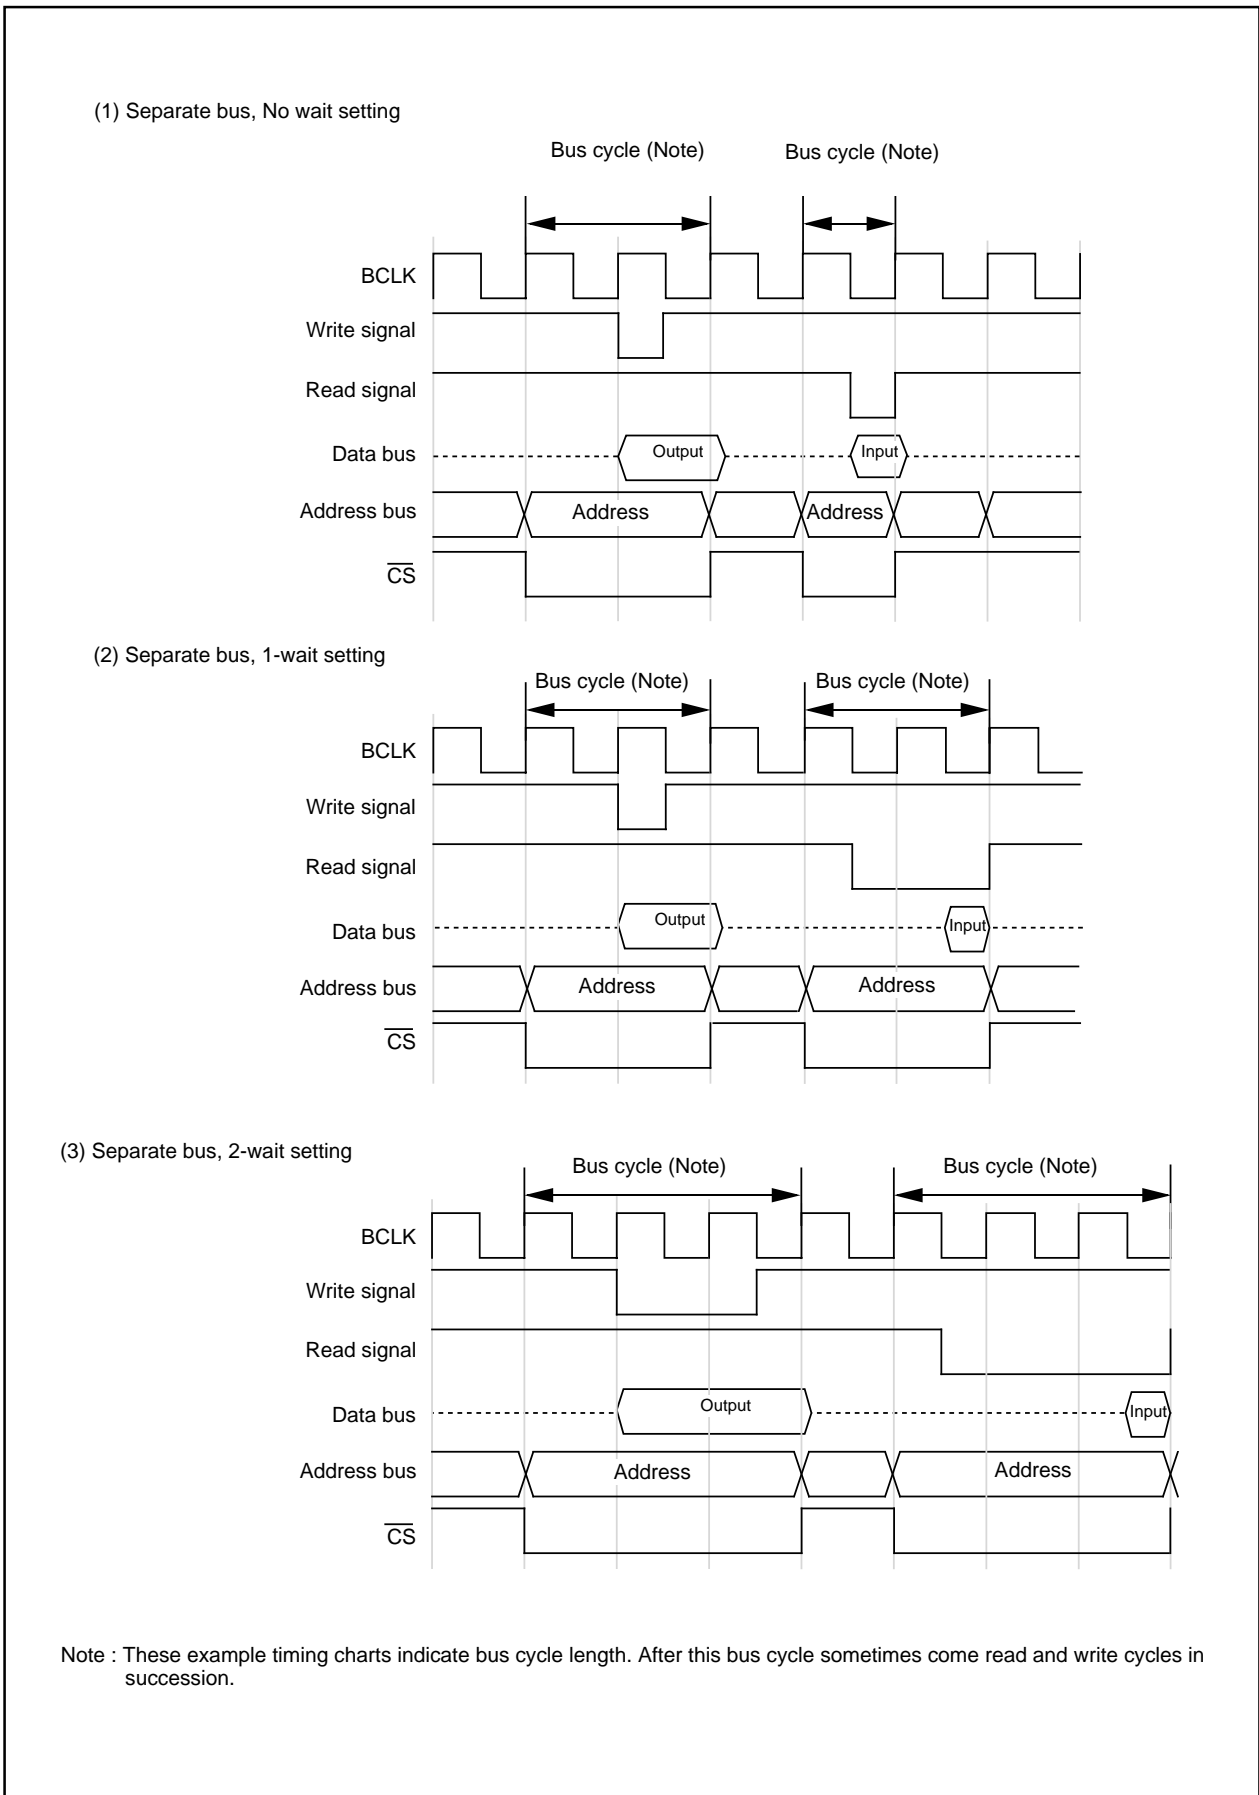 (1) Separate bus, No wait setting
Bus cycle (Note) Bus cycle (Note)
BCLK
Write signal
Read signal
Data bus Output Input
Address bus Address Address
CS
(2) Separate bus, 1-wait setting
Bus cycle (Note) Bus cycle (Note)
BCLK
Write signal
Read signal
Data bus Output Input
Address bus Address Address
CS
(3) Separate bus, 2-wait setting
Bus cycle (Note) Bus cycle (Note)
BCLK
Write signal
Read signal
Data bus Output Input
Address bus Address Address
CS
Note : These example timing charts indicate bus cycle length. After this bus cycle sometimes come read and write cycles in
succession.